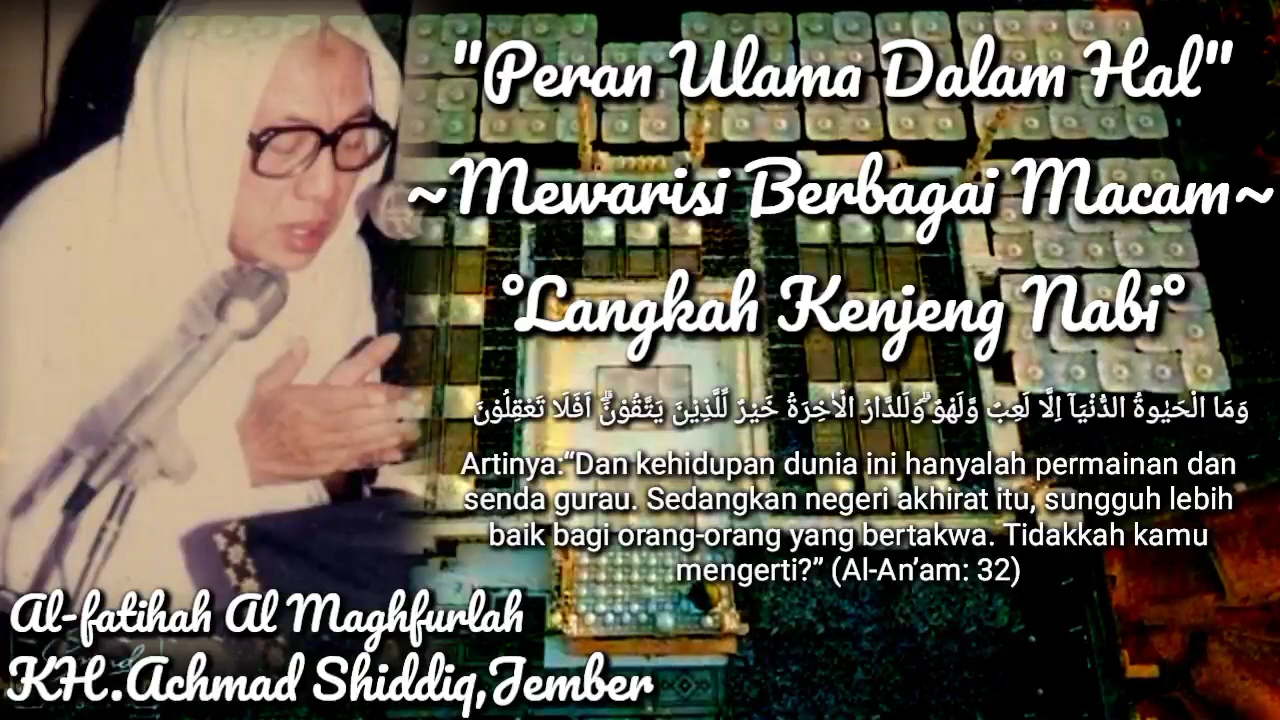 "Peran Ulama Dalam Hal"
~Mewarisi Berbagai Macam~
°Langkah Kenjeng Nabi°
وَمَا الْحَيٰوةُ الدُّنْيَآ اِلَّا لَعِبٌ وَّلَهْوٌ ۗوَلَلدَّارُ الْاٰخِرَةُ خَيْرٌ لِّلَّذِيْنَ يَتَّقُوْنَۗ اَفَلَا تَعْقِلُوْنَ
Artinya:“Dan kehidupan dunia ini hanyalah permainan dan
senda gurau. Sedangkan negeri akhirat itu, sungguh lebih
baik bagi orang-orang yang bertakwa. Tidakkah kamu
mengerti?” (Al-An’am: 32)
Al-fatihah Al Maghfurlah
KH.Achmad Shiddiq,Jember